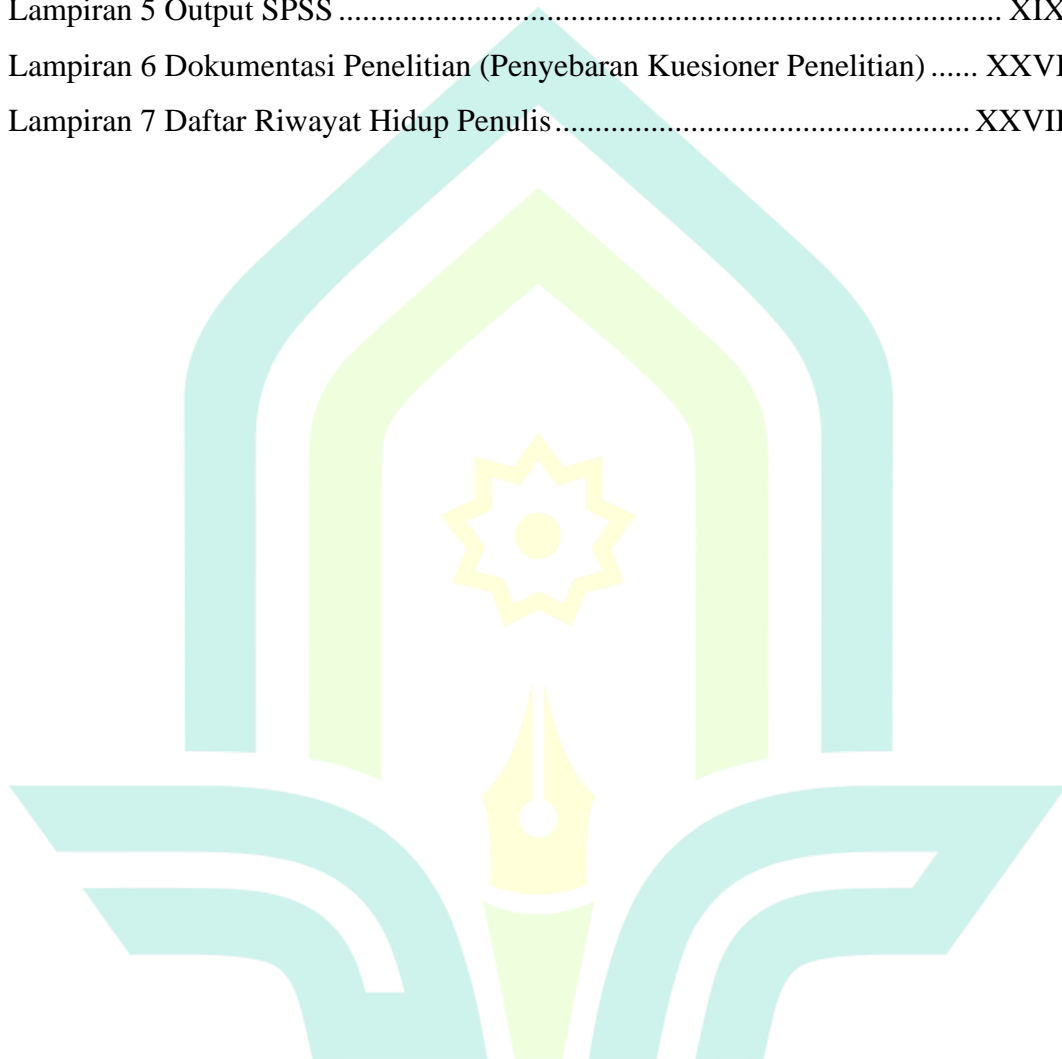 Lampiran 5 Output SPSS .................................................................................... XIX
Lampiran 6 Dokumentasi Penelitian (Penyebaran Kuesioner Penelitian) ...... XXVI
Lampiran 7 Daftar Riwayat Hidup Penulis ..................................................... XXVII